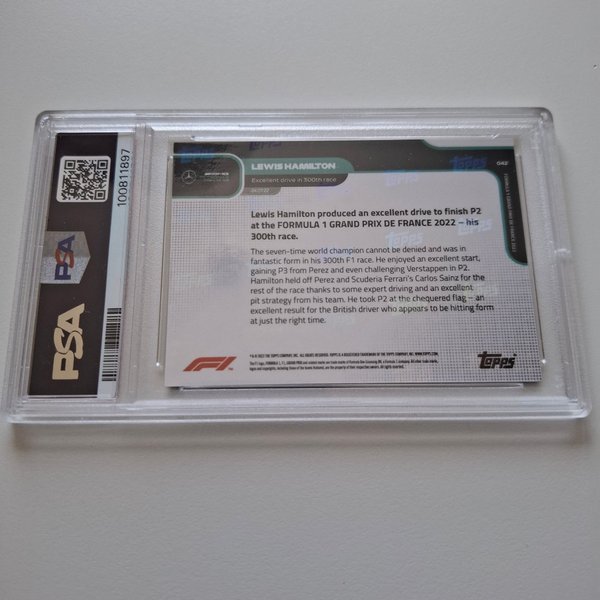 PSA
PSA
100811897
LEWIS HAMILTON
Excellent drive in 300th race
Topps
Lewis Hamilton produced an excellent drive to finish P2
at the FORMULA 1 GRAND PRIX DE FRANCE 2022 – his
300th race.
The seven-time world champion cannot be denied and was in
fantastic form in his 300th F1 race. He enjoyed an excellent start,
gaining P3 from Perez and even challenging Verstappen in P2.
Hamilton held off Perez and Scuderia Ferrari's Carlos Sainz for the
rest of the race thanks to some expert driving and an excellent
pit strategy from his team. He took P2 at the chequered flag – an
excellent result for the British driver who appears to be hitting form
at just the right time.
F1
Topps